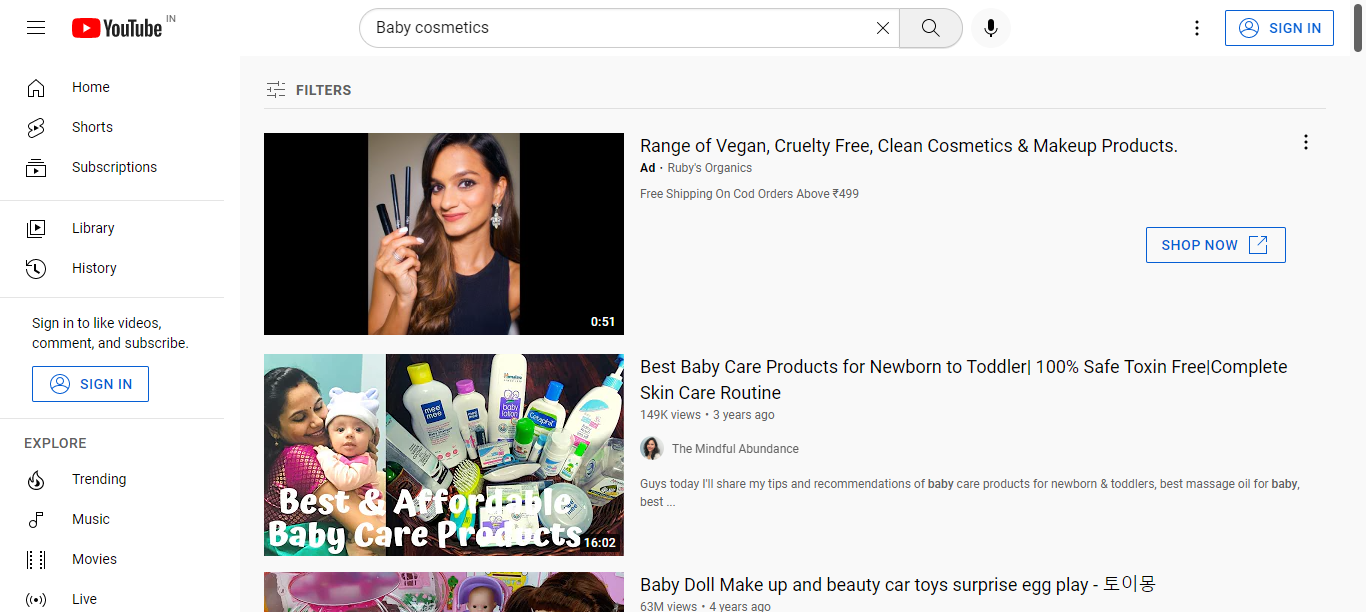 YouTube IN
Baby cosmetics
SIGN IN
Home
Shorts
Subscriptions
Library
History
Sign in to like videos,
comment, and subscribe.
SIGN IN
EXPLORE
Trending
Music
Movies
Live
FILTERS
0:51
Range of Vegan, Cruelty Free, Clean Cosmetics & Makeup Products.
Ad · Ruby's Organics
Free Shipping On Cod Orders Above ₹499
SHOP NOW
mee mee
Himalaya
baby lotion
Cetaphil
Best & Affordable
Baby Care Products
16:02
Best Baby Care Products for Newborn to Toddler| 100% Safe Toxin Free|Complete
Skin Care Routine
149K views • 3 years ago
The Mindful Abundance
Guys today I'll share my tips and recommendations of baby care products for newborn & toddlers, best massage oil for baby,
best ...
Baby Doll Make up and beauty car toys surprise egg play - 토이몽
63M views • 4 years ago